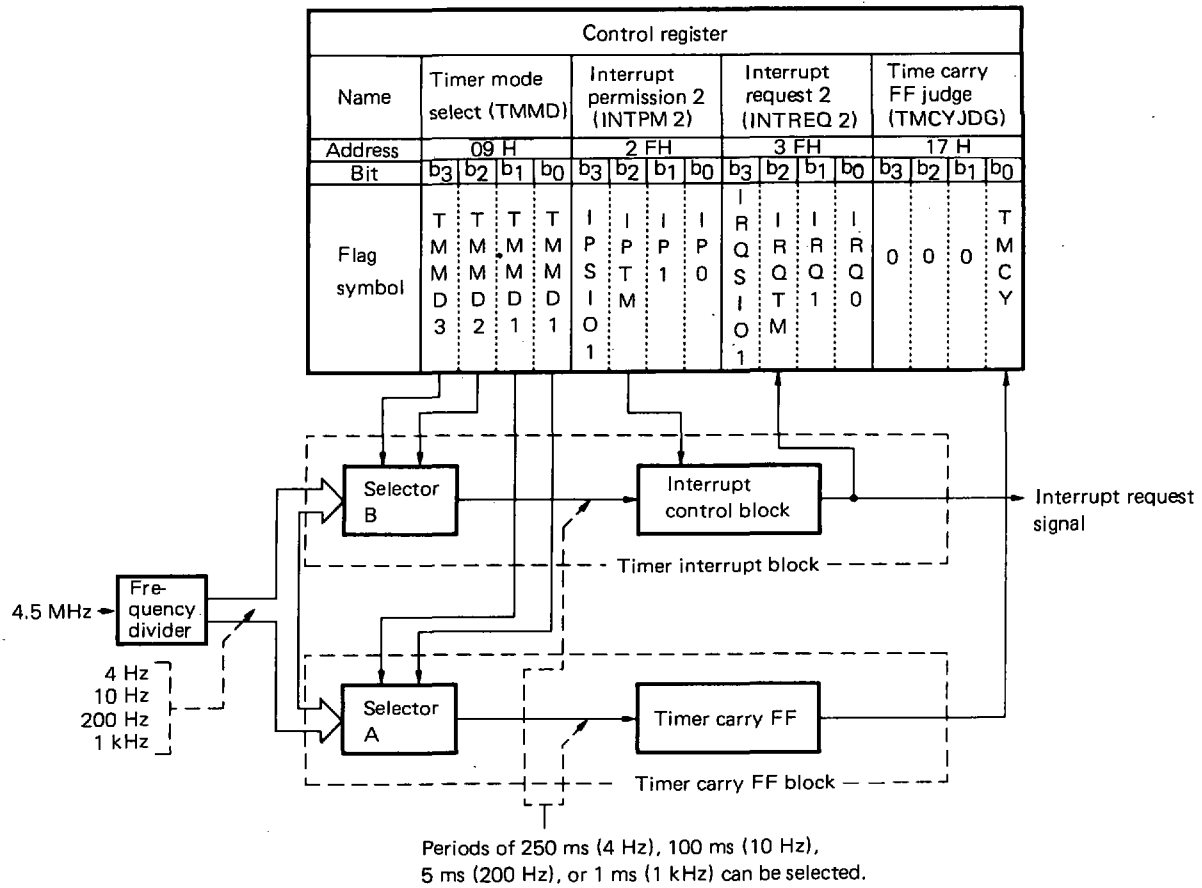 Control register
Name
Timer mode
select (TMMD)
Interrupt
permission 2
(INTPM 2)
Interrupt
request 2
(INTREQ 2)
Time carry
FF judge
(TMCYJDG)
Address
09 H
2 FH
3 FH
17 H
Bit
b3 b2 b1 b0 b3 b2 b1 b0 b3 b2 b1 b0 b3 b2 b1 b0
Flag
symbol
TMMD3
TMMD2
TMMD1
TMMD1
IPSIO1
IPTM
IP1
IP0
IRQSIO1
IRQTM
IRQ1
IRQ0
0
0
0
TMCY
Selector
B
Interrupt
control block
Interrupt request
signal
Timer interrupt block
4.5 MHz
Fre-
quency
divider
4 Hz
10 Hz
200 Hz
1 kHz
Selector
A
Timer carry FF
Timer carry FF block
Periods of 250 ms (4 Hz), 100 ms (10 Hz),
5 ms (200 Hz), or 1 ms (1 kHz) can be selected.